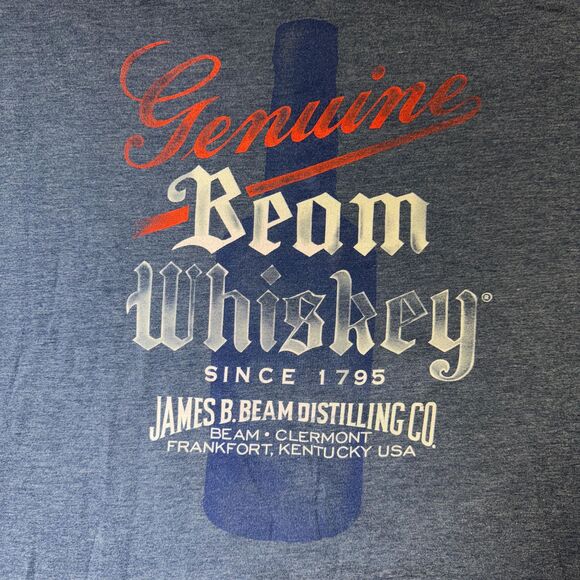 Genuine
Beam
Whiskey®
SINCE 1795
JAMES B. BEAM DISTILLING CO.
BEAM • CLERMONT
FRANKFORT, KENTUCKY USA